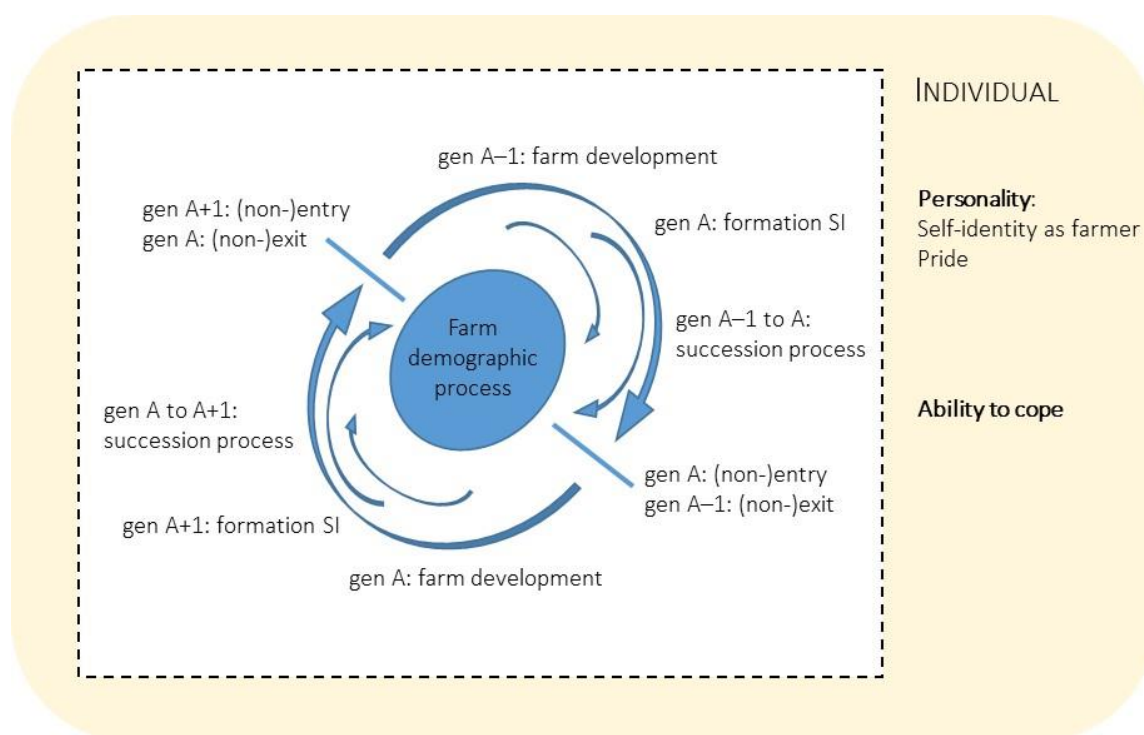 INDIVIDUAL
gen A–1: farm development
gen A+1: (non-)entry
gen A: (non-)exit
gen A: formation SI
Personality:
Self-identity as farmer
Pride
Farm
demographic
process
gen A–1 to A:
succession process
gen A to A+1:
succession process
Ability to cope
gen A: (non-)entry
gen A–1: (non-)exit
gen A+1: formation SI
gen A: farm development